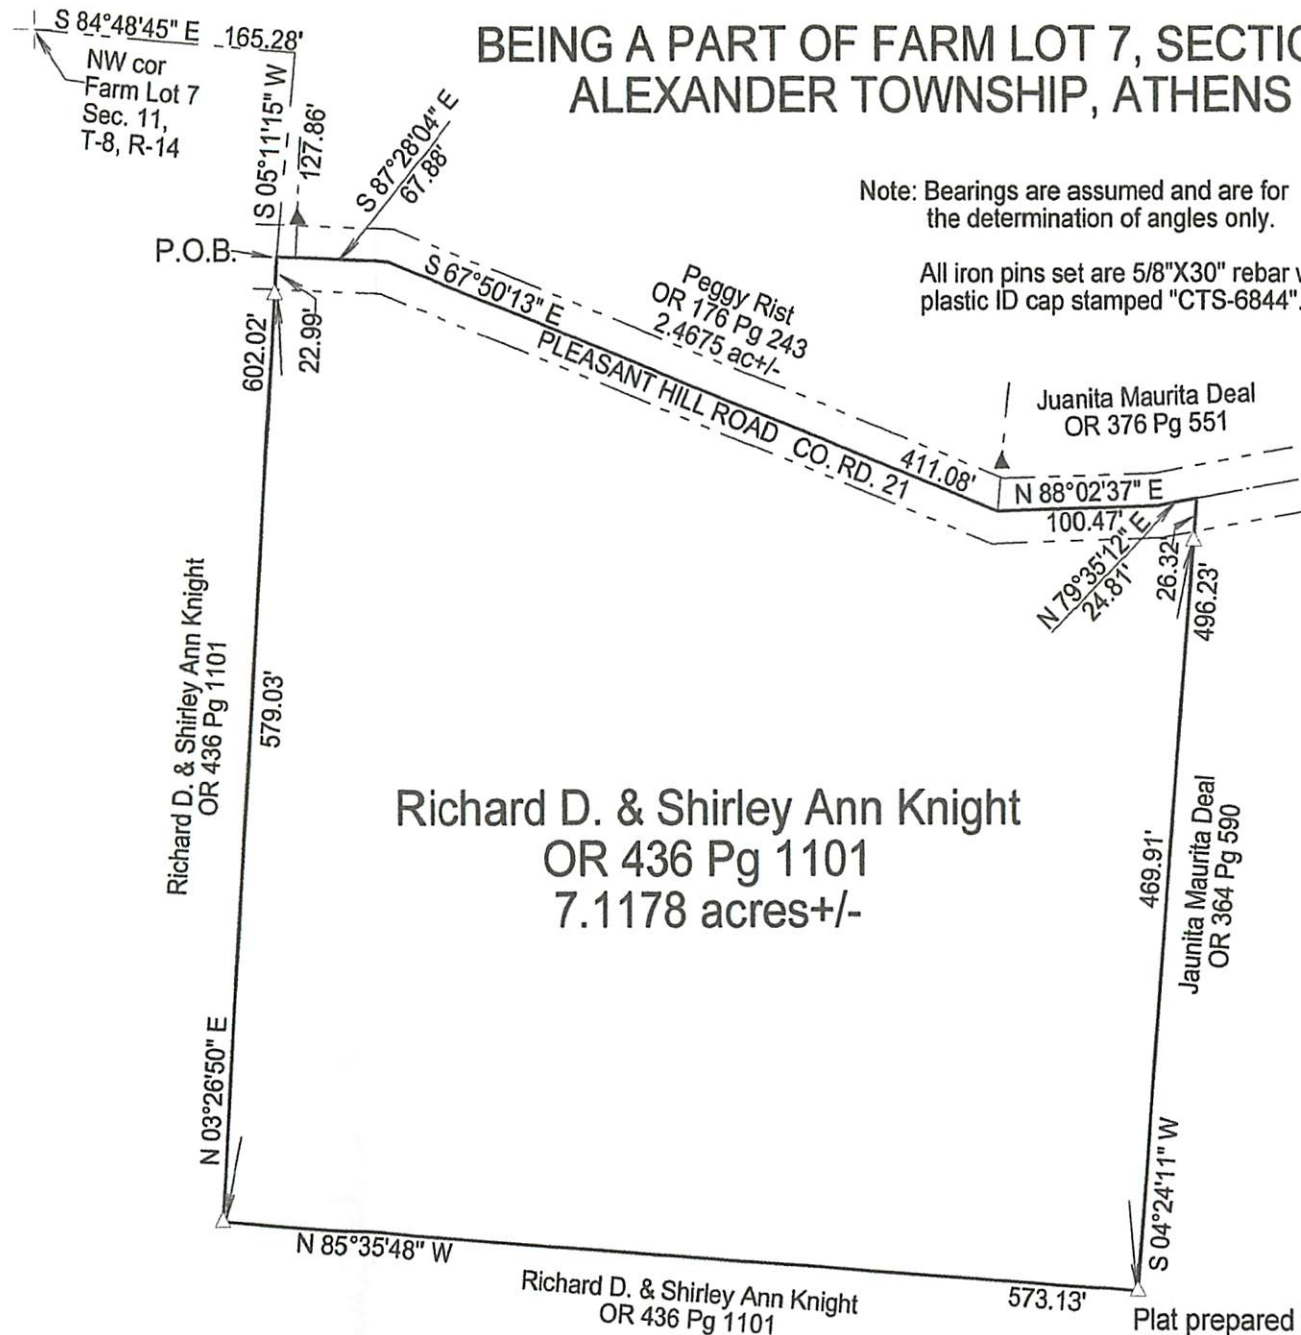 S 84°48'45" E 165.28'
BEING A PART OF FARM LOT 7, SECTIO
ALEXANDER TOWNSHIP, ATHENS
NW cor
Farm Lot 7
Sec. 11,
T-8, R-14
S 05°11'15" W
127.86'
S 87°28'04" E
67.88'
Note: Bearings are assumed and are for
the determination of angles only.
All iron pins set are 5/8"X30" rebar w
plastic ID cap stamped "CTS-6844".
P.O.B.
S 67°50'13" E
Peggy Rist
OR 176 Pg 243
2.4675 ac+/-
PLEASANT HILL ROAD CO. RD. 21
411.08'
602.02'
22.99'
Juanita Maurita Deal
OR 376 Pg 551
N 88°02'37" E
100.47'
N 79°35'12" E
24.81'
26.32'
496.23'
Richard D. & Shirley Ann Knight
OR 436 Pg 1101
579.03'
Richard D. & Shirley Ann Knight
OR 436 Pg 1101
7.1178 acres+/-
469.91'
Jaunita Maurita Deal
OR 364 Pg 590
N 03°26'50" E
S 04°24'11" W
N 85°35'48" W
573.13'
Richard D. & Shirley Ann Knight
OR 436 Pg 1101
Plat prepared